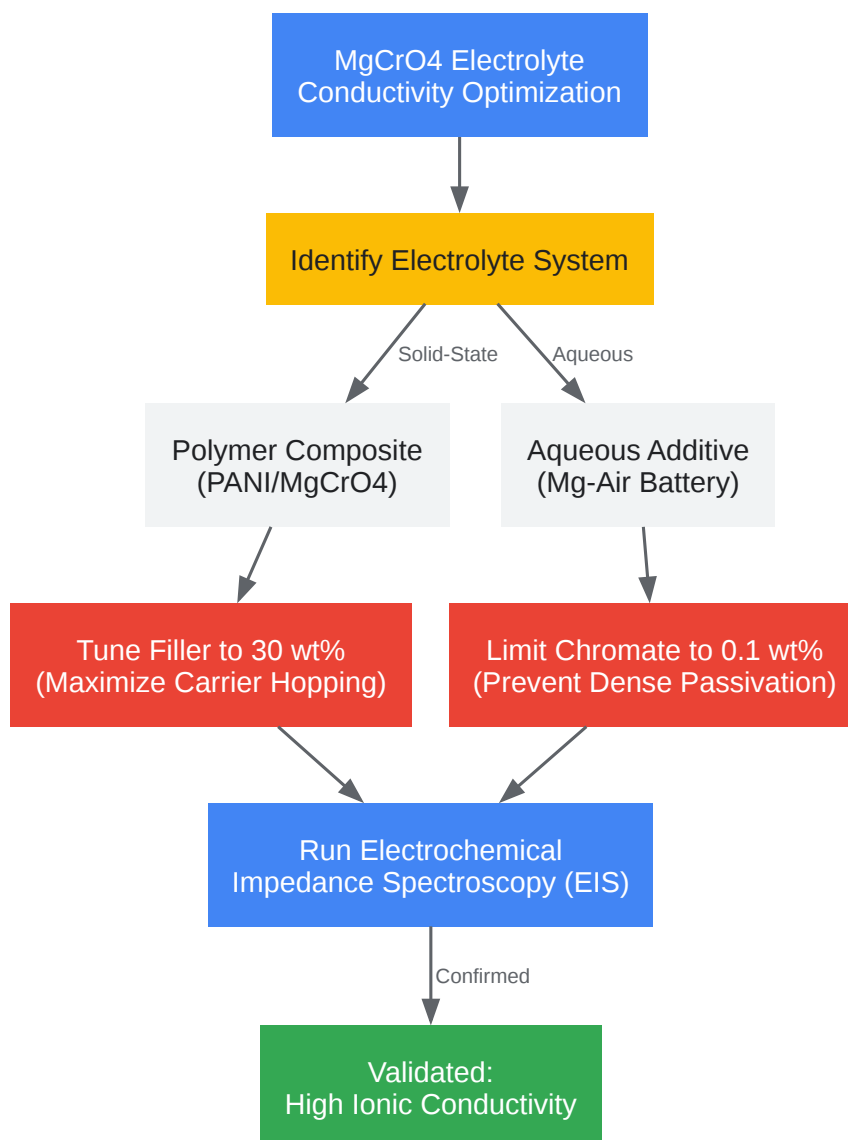 MgCrO4 Electrolyte
Conductivity Optimization
Identify Electrolyte System
Solid-State
Aqueous
Polymer Composite
(PANI/MgCrO4)
Aqueous Additive
(Mg-Air Battery)
Tune Filler to 30 wt%
(Maximize Carrier Hopping)
Limit Chromate to 0.1 wt%
(Prevent Dense Passivation)
Run Electrochemical
Impedance Spectroscopy (EIS)
Confirmed
Validated:
High Ionic Conductivity